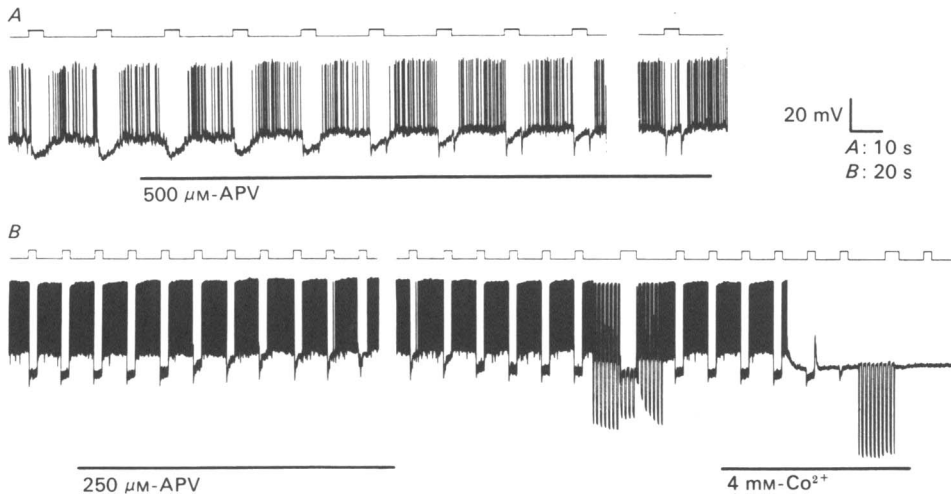 A
20 mV
A: 10 s
B: 20 s
500 μM-APV
B
250 μM-APV
4 mM-Co²⁺